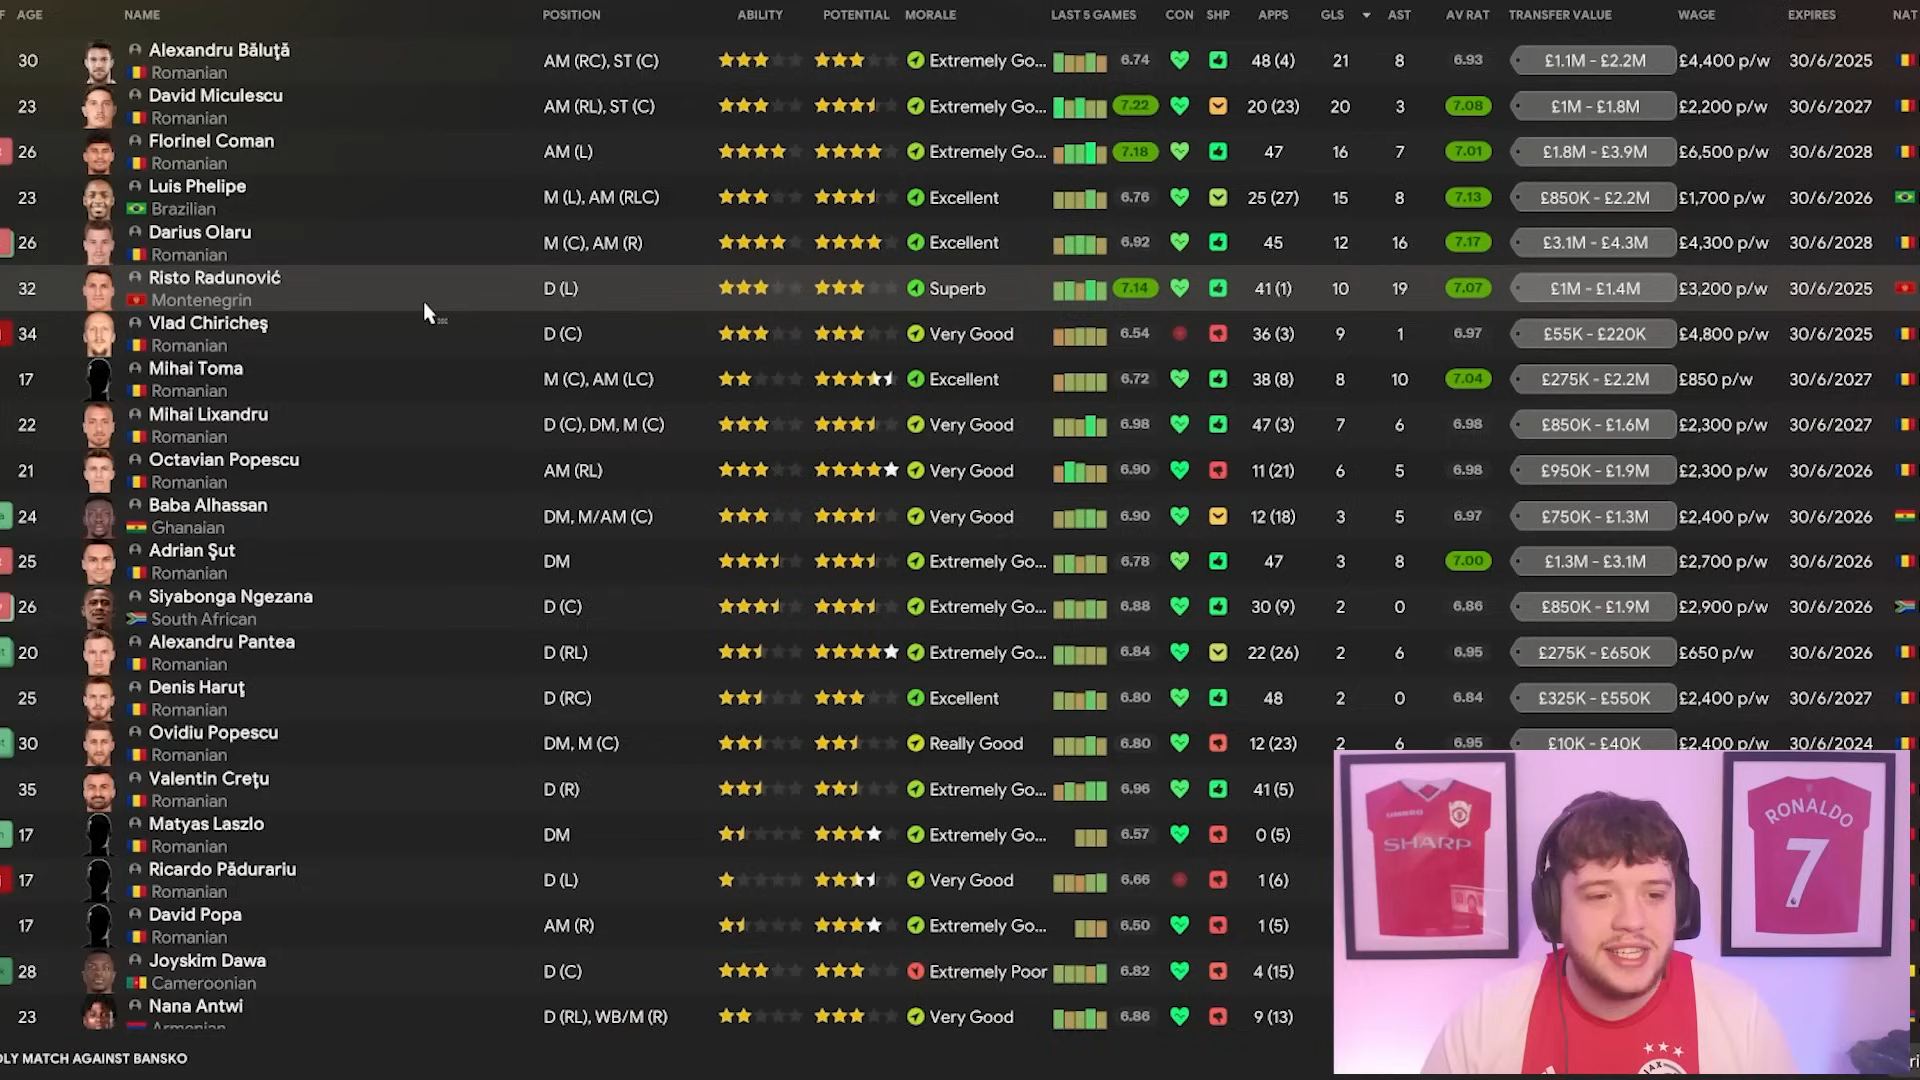 F AGE NAME POSITION ABILITY POTENTIAL MORALE LAST 5 GAMES CON SHP APPS GLS AST AV RAT TRANSFER VALUE WAGE EXPIRES NAT
30 Alexandru Băluţă AM (RC), ST (C) Extremely Go... 6.74 48 (4) 21 8 6.93 £1.1M - £2.2M £4,400 p/w 30/6/2025
Romanian
23 David Miculescu AM (RL), ST (C) Extremely Go... 7.22 20 (23) 20 3 7.08 £1M - £1.8M £2,200 p/w 30/6/2027
Romanian
26 Florinel Coman AM (L) Extremely Go... 7.18 47 16 7 7.01 £1.8M - £3.9M £6,500 p/w 30/6/2028
Romanian
23 Luis Phelipe M (L), AM (RLC) Excellent 6.76 25 (27) 15 8 7.13 £850K - £2.2M £1,700 p/w 30/6/2026
Brazilian
26 Darius Olaru M (C), AM (R) Excellent 6.92 45 12 16 7.17 £3.1M - £4.3M £4,300 p/w 30/6/2028
Romanian
32 Risto Radunović D (L) Superb 7.14 41 (1) 10 19 7.07 £1M - £1.4M £3,200 p/w 30/6/2025
Montenegrin
34 Vlad Chiricheş D (C) Very Good 6.54 36 (3) 9 1 6.97 £55K - £220K £4,800 p/w 30/6/2025
Romanian
17 Mihai Toma M (C), AM (LC) Excellent 6.72 38 (8) 8 10 7.04 £275K - £2.2M £850 p/w 30/6/2027
Romanian
22 Mihai Lixandru D (C), DM, M (C) Very Good 6.98 47 (3) 7 6 6.98 £850K - £1.6M £2,300 p/w 30/6/2027
Romanian
21 Octavian Popescu AM (RL) Very Good 6.90 11 (21) 6 5 6.98 £950K - £1.9M £2,300 p/w 30/6/2026
Romanian
24 Baba Alhassan DM, M/AM (C) Very Good 6.90 12 (18) 3 5 6.97 £750K - £1.3M £2,400 p/w 30/6/2026
Ghanaian
25 Adrian Şut DM Extremely Go... 6.78 47 3 8 7.00 £1.3M - £3.1M £2,700 p/w 30/6/2026
Romanian
26 Siyabonga Ngezana D (C) Extremely Go... 6.88 30 (9) 2 0 6.86 £850K - £1.9M £2,900 p/w 30/6/2026
South African
20 Alexandru Pantea D (RL) Extremely Go... 6.84 22 (26) 2 6 6.95 £275K - £650K £650 p/w 30/6/2026
Romanian
25 Denis Haruţ D (RC) Excellent 6.80 48 2 0 6.84 £325K - £550K £2,400 p/w 30/6/2027
Romanian
30 Ovidiu Popescu DM, M (C) Really Good 6.80 12 (23) 2 6 6.95 £10K - £40K £2,400 p/w 30/6/2024
Romanian
35 Valentin Creţu D (R) Extremely Go... 6.96 41 (5)
Romanian
17 Matyas Laszlo DM Extremely Go... 6.57 0 (5)
Romanian
17 Ricardo Pădurariu D (L) Very Good 6.66 1 (6)
Romanian
17 David Popa AM (R) Extremely Go... 6.50 1 (5)
Romanian
28 Joyskim Dawa D (C) Extremely Poor 6.82 4 (15)
Cameroonian
23 Nana Antwi D (RL), WB/M (R) Very Good 6.86 9 (13)
Armenian
DLY MATCH AGAINST BANSKO
UMBRO
SHARP
RONALDO
7